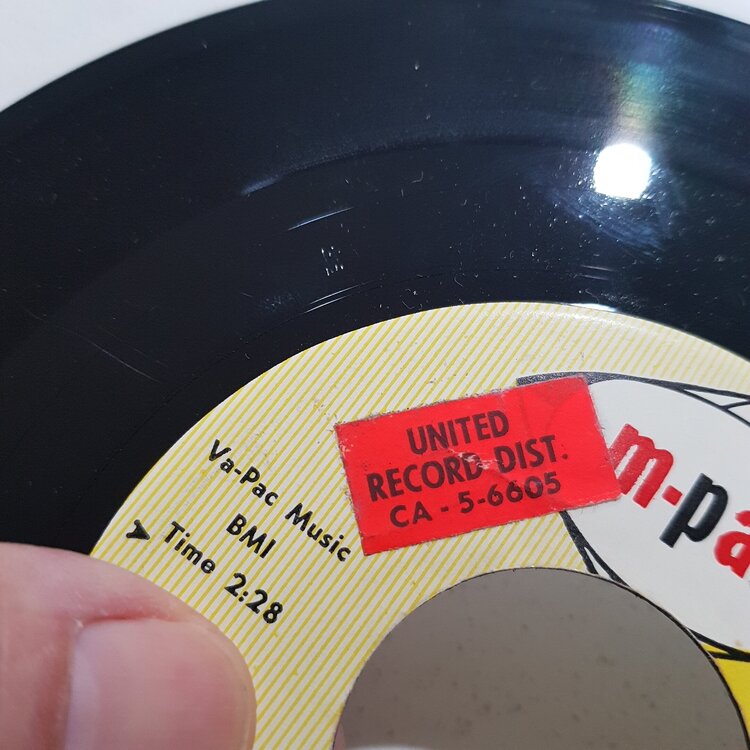 UNITED
RECORD DIST.
CA - 5-6605
m-pa
Va-Pac Music
BMI
Time 2:28